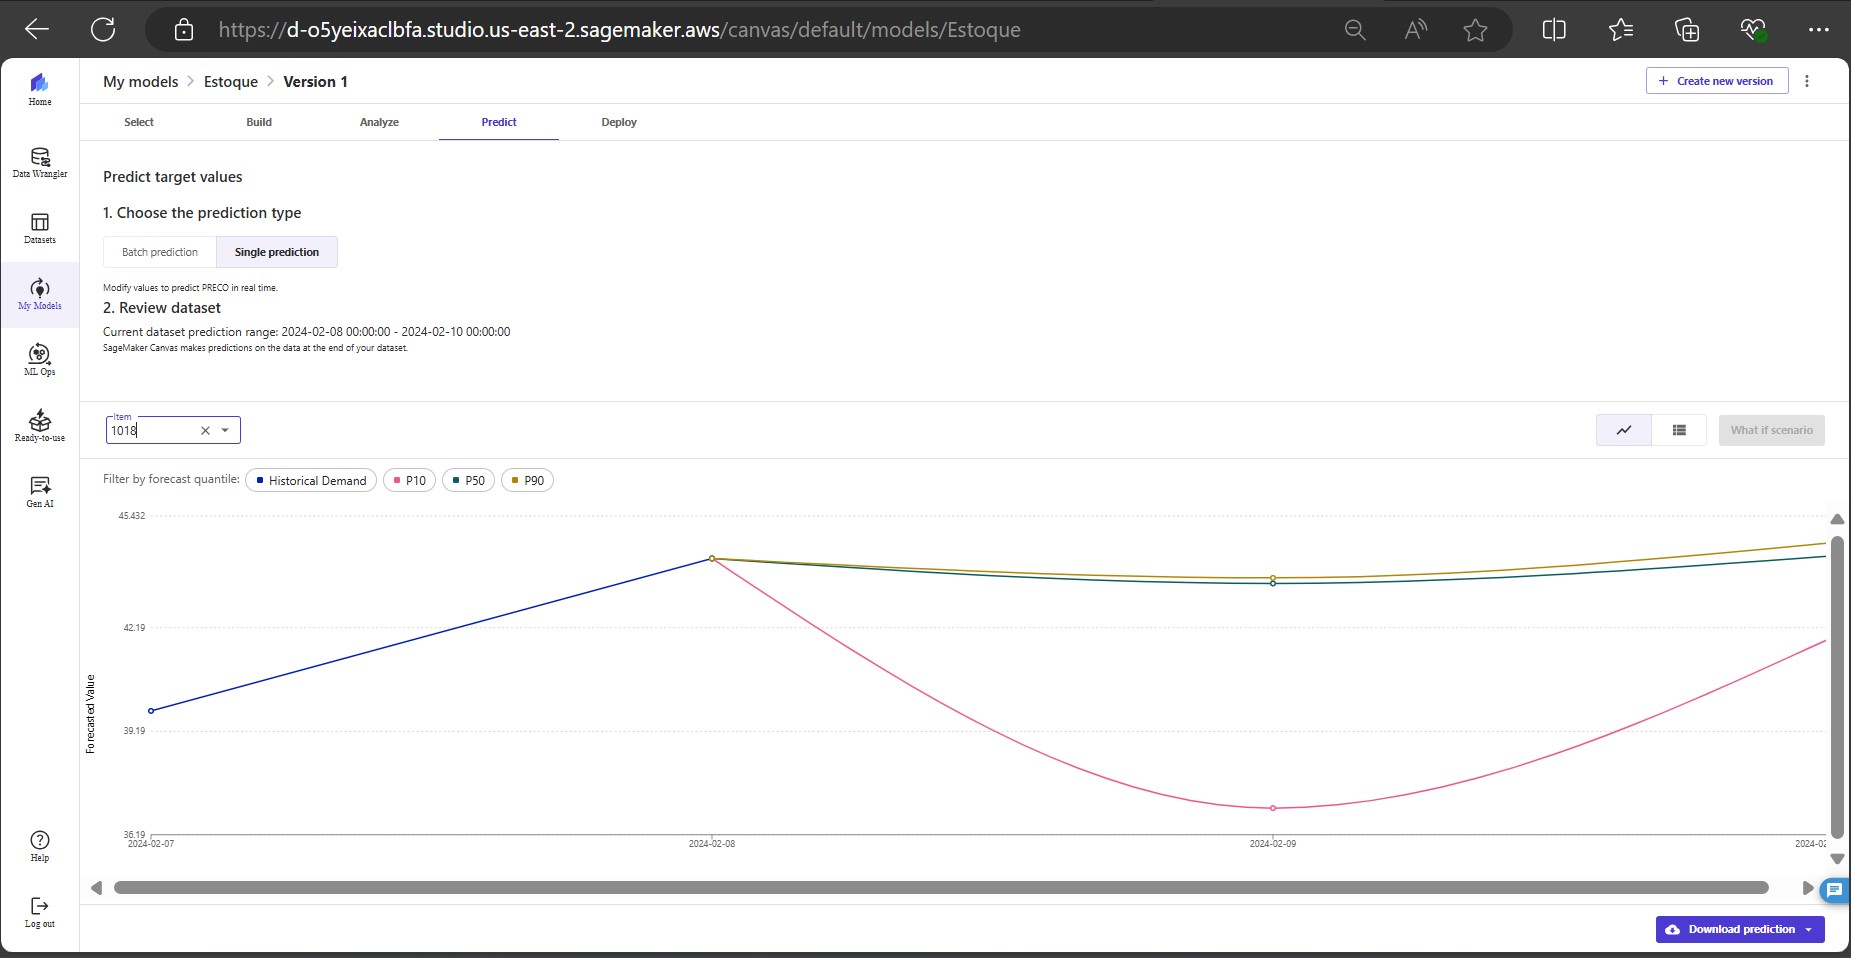 https://d-o5yeixaclbfa.studio.us-east-2.sagemaker.aws/canvas/default/models/Estoque
Home
Data Wrangler
Datasets
My Models
ML Ops
Ready-to-use
Gen AI
Help
Log out
My models > Estoque > Version 1
+ Create new version
Select Build Analyze Predict Deploy
Predict target values
1. Choose the prediction type
Batch prediction Single prediction
Modify values to predict PRECO in real time.
2. Review dataset
Current dataset prediction range: 2024-02-08 00:00:00 - 2024-02-10 00:00:00
SageMaker Canvas makes predictions on the data at the end of your dataset.
Item
1018
What if scenario
Filter by forecast quantile: Historical Demand P10 P50 P90
Forecasted Value
45.432
42.19
39.19
36.19
2024-02-07 2024-02-08 2024-02-09 2024-02
Download prediction